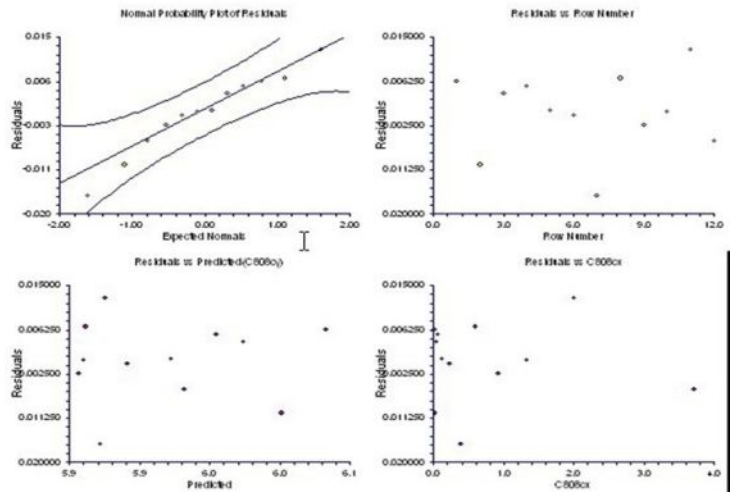 Normal Probability Plot of Residuals
0.015
0.006
-0.003
-0.011
-0.020
Residuals
-2.00 -1.00 0.00 1.00 2.00
Expected Normals
Residuals vs Row Number
0.015000
0.006250
0.002500
0.011250
0.020000
Residuals
0.0 3.0 6.0 9.0 12.0
Row Number
Residuals vs Predicted
0.015000
0.006250
0.002500
0.011250
0.020000
Residuals
5.9 5.9 6.0 6.0 6.1
Predicted
Residuals vs C808cx
0.015000
0.006250
0.002500
0.011250
0.020000
Residuals
0.0 1.0 2.0 3.0 4.0
C808cx